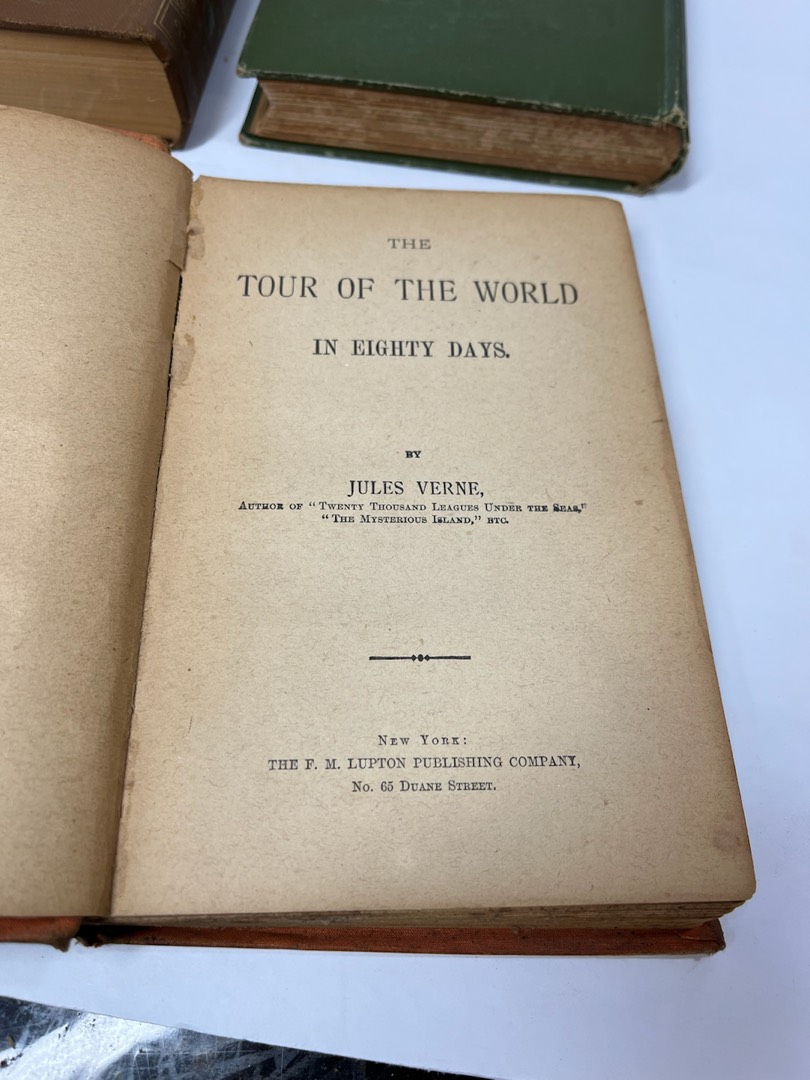 THE
TOUR OF THE WORLD
IN EIGHTY DAYS.
BY
JULES VERNE,
AUTHOR OF "TWENTY THOUSAND LEAGUES UNDER THE SEAS,"
"THE MYSTERIOUS ISLAND," ETC.
NEW YORK:
THE F. M. LUPTON PUBLISHING COMPANY,
NO. 65 DUANE STREET.